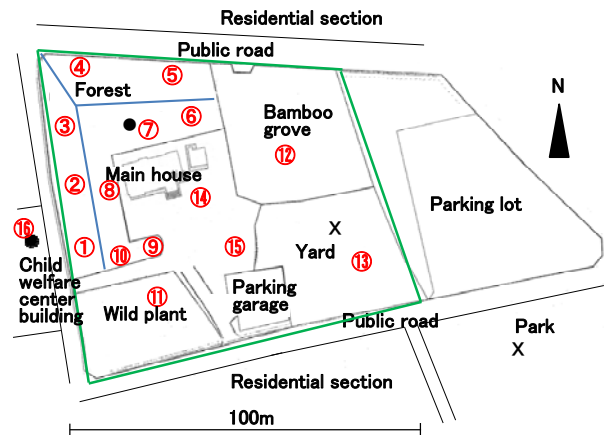 Residential section
Public road
④
⑤
Forest
N
③
⑦
⑥
Bamboo
grove
⑫
Main house
②
⑧
⑭
Parking lot
⑯
①
⑩
⑨
⑮
X
Yard
⑬
Child
welfare
center
building
⑪
Wild plant
Parking
garage
Public road
Park
X
Residential section
100m